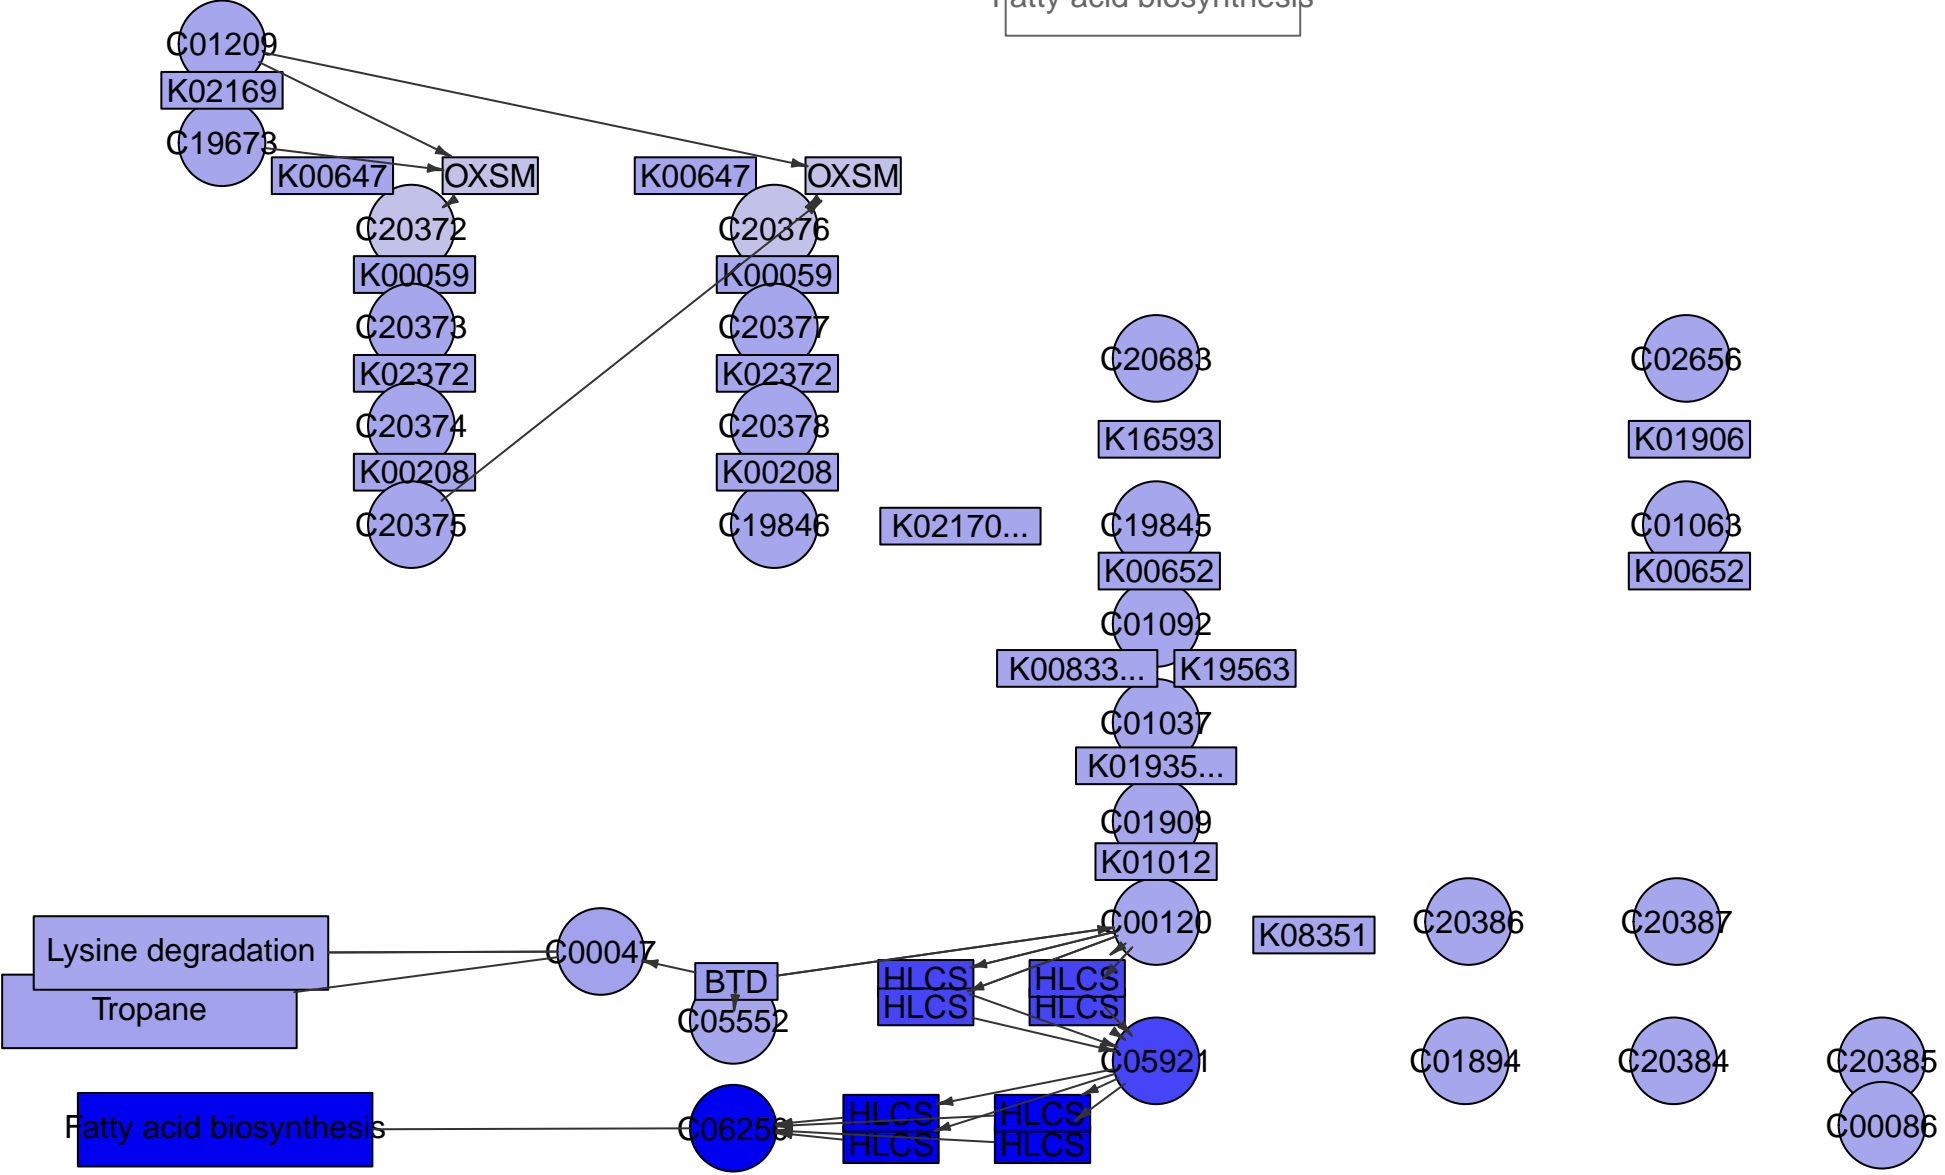 Fatty acid biosynthesis
C01209
K02169
C19673
K00647
OXSM
K00647
OXSM
C20372
C20376
K00059
K00059
C20373
C20377
C20683
C02656
K02372
K02372
C20374
C20378
K16593
K01906
K00208
K00208
C20375
C19846
K02170...
C19845
C01063
K00652
K00652
C01092
K00833...
K19563
C01037
K01935...
C01909
K01012
C00120
C20386
C20387
K08351
Lysine degradation
C00047
BTD
HLCS
HLCS
Tropane
HLCS
HLCS
C05552
C05921
C01894
C20384
C20385
Fatty acid biosynthesis
C06250
HLCS
HLCS
C00086
HLCS
HLCS